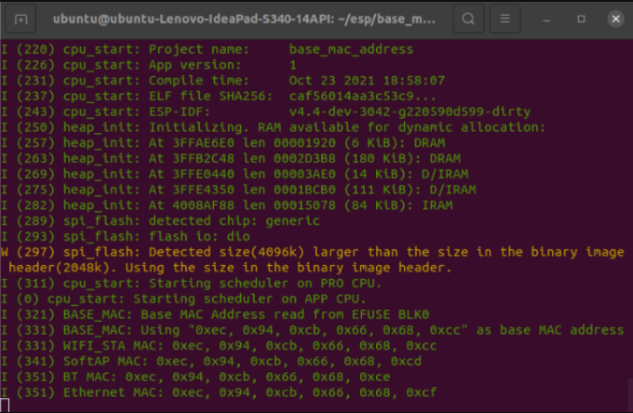 ubuntu@ubuntu-Lenovo-IdeaPad-S340-14API: ~/esp/base_m...
I (220) cpu_start: Project name:     base_mac_address
I (226) cpu_start: App version:      1
I (231) cpu_start: Compile time:     Oct 23 2021 18:58:07
I (237) cpu_start: ELF file SHA256:  caf56014aa3c53c9...
I (243) cpu_start: ESP-IDF:          v4.4-dev-3042-g220590d599-dirty
I (250) heap_init: Initializing. RAM available for dynamic allocation:
I (257) heap_init: At 3FFAE6E0 len 00001920 (6 KiB): DRAM
I (263) heap_init: At 3FFB2C48 len 0002D3B8 (180 KiB): DRAM
I (269) heap_init: At 3FFE0440 len 00003AE0 (14 KiB): D/IRAM
I (275) heap_init: At 3FFE4350 len 0001BCB0 (111 KiB): D/IRAM
I (282) heap_init: At 4008AF88 len 00015078 (84 KiB): IRAM
I (289) spi_flash: detected chip: generic
I (293) spi_flash: flash io: dio
W (297) spi_flash: Detected size(4096k) larger than the size in the binary image
header(2048k). Using the size in the binary image header.
I (311) cpu_start: Starting scheduler on PRO CPU.
I (0) cpu_start: Starting scheduler on APP CPU.
I (321) BASE_MAC: Base MAC Address read from EFUSE BLK0
I (331) BASE_MAC: Using "0xec, 0x94, 0xcb, 0x66, 0x68, 0xcc" as base MAC address
I (331) WIFI_STA MAC: 0xec, 0x94, 0xcb, 0x66, 0x68, 0xcc
I (341) SoftAP MAC: 0xec, 0x94, 0xcb, 0x66, 0x68, 0xcd
I (351) BT MAC: 0xec, 0x94, 0xcb, 0x66, 0x68, 0xce
I (351) Ethernet MAC: 0xec, 0x94, 0xcb, 0x66, 0x68, 0xcf